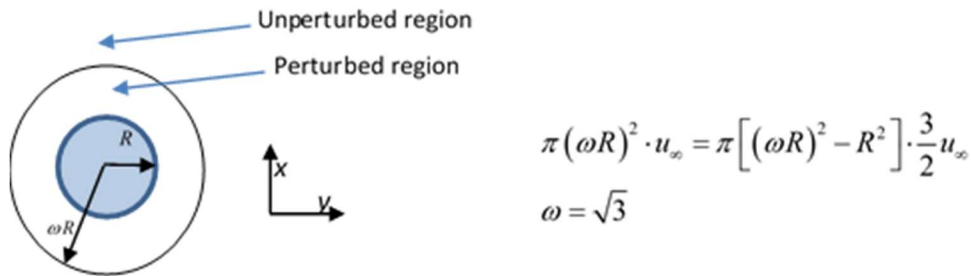 Unperturbed region
Perturbed region
R
ωR
x
y
π(ωR)² · u∞ = π[(ωR)² − R²] · 3/2 u∞
ω = √3